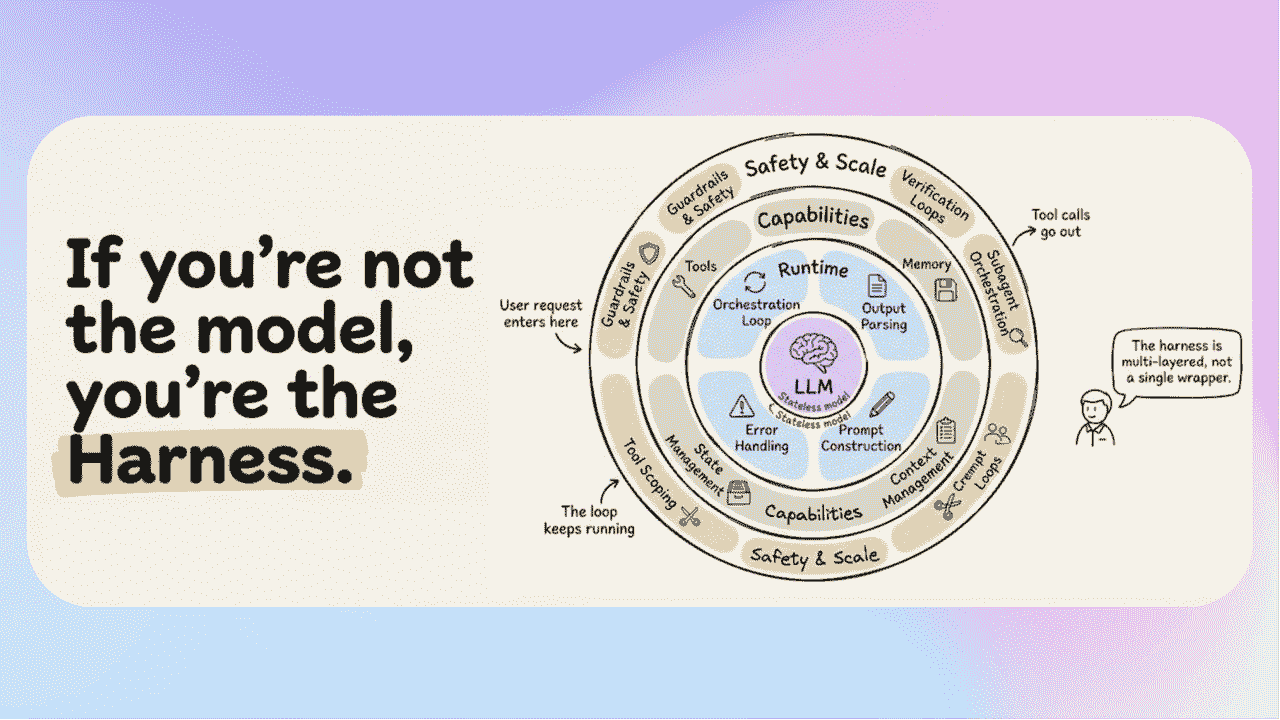 If you're not
the model,
you're the
Harness.
User request
enters here
The loop
keeps running
Tool calls
go out
The harness is
multi-layered, not
a single wrapper.
Safety & Scale
Guardrails
& Safety
Verification
Loops
Guardrails
& Safety
Subagent
Orchestration
Capabilities
Tools
Memory
Runtime
Orchestration
Loop
Output
Parsing
LLM
Stateless model
Stateless model
Error
Handling
Prompt
Construction
State
Management
Context
Management
Capabilities
Tool Scoping
Crempt
Loops
Safety & Scale